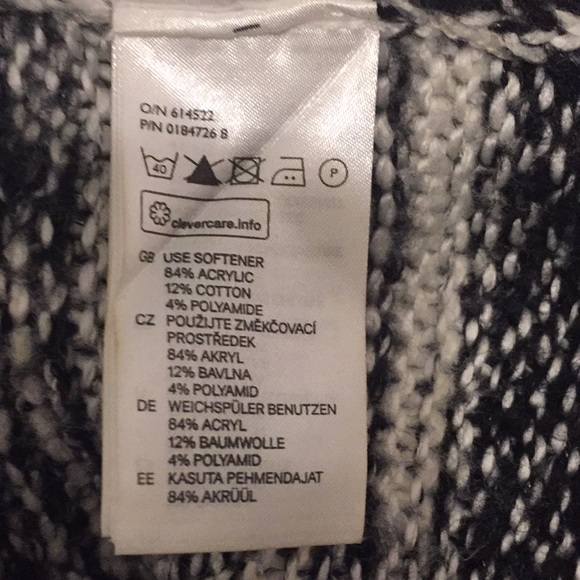 O/N 614522
P/N 0184726 8
40 P
clevercare.info
GB USE SOFTENER
84% ACRYLIC
12% COTTON
4% POLYAMIDE
CZ POUŽIJTE ZMĚKČOVACÍ
PROSTŘEDEK
84% AKRYL
12% BAVLNA
4% POLYAMID
DE WEICHSPÜLER BENUTZEN
84% ACRYL
12% BAUMWOLLE
4% POLYAMID
EE KASUTA PEHMENDAJAT
84% AKRÜÜL